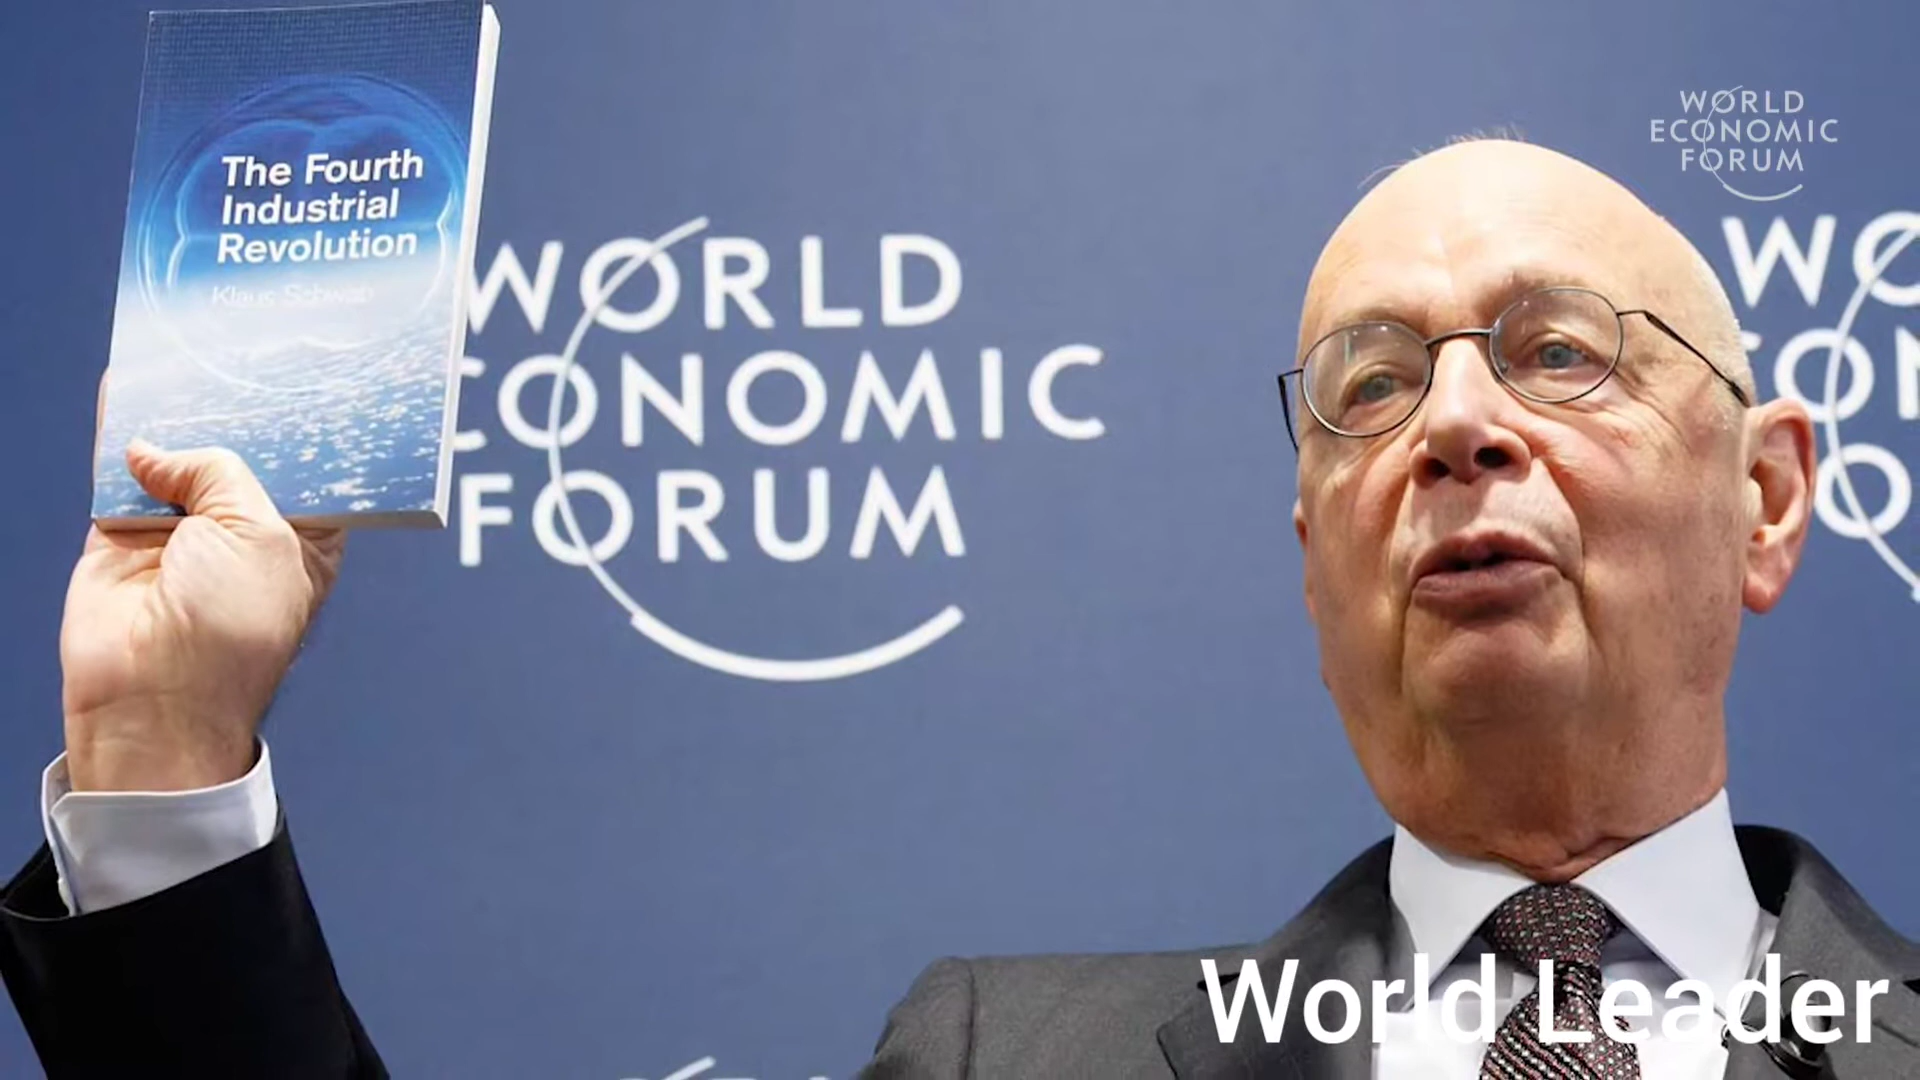 The Fourth
Industrial
Revolution
Klaus Schwab
WORLD
ECONOMIC
FORUM
WORLD
ECONOMIC
FORUM
World Leader